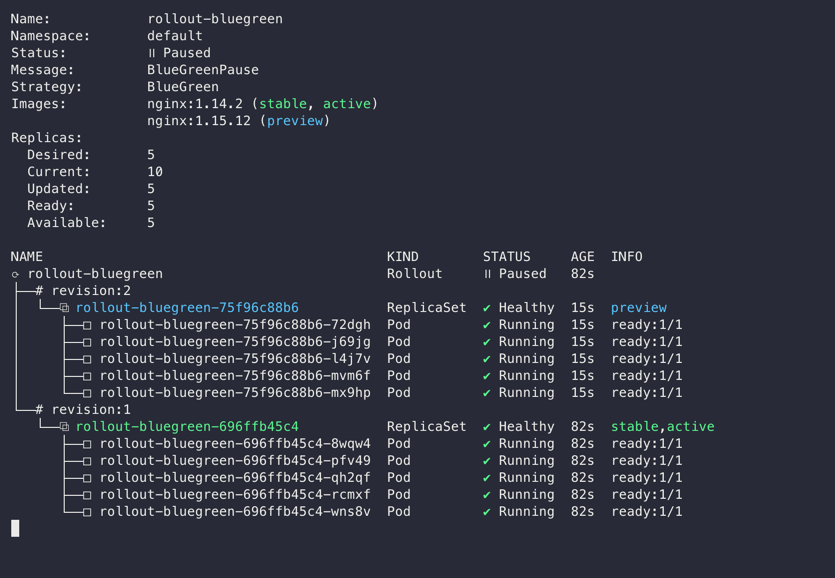 Name: rollout-bluegreen
Namespace: default
Status: ॥ Paused
Message: BlueGreenPause
Strategy: BlueGreen
Images: nginx:1.14.2 (stable, active)
nginx:1.15.12 (preview)
Replicas:
Desired: 5
Current: 10
Updated: 5
Ready: 5
Available: 5
NAME KIND STATUS AGE INFO
⟳ rollout-bluegreen Rollout ॥ Paused 82s
├──# revision:2
│ └──⧉ rollout-bluegreen-75f96c88b6 ReplicaSet ✔ Healthy 15s preview
│ ├──□ rollout-bluegreen-75f96c88b6-72dgh Pod ✔ Running 15s ready:1/1
│ ├──□ rollout-bluegreen-75f96c88b6-j69jg Pod ✔ Running 15s ready:1/1
│ ├──□ rollout-bluegreen-75f96c88b6-l4j7v Pod ✔ Running 15s ready:1/1
│ ├──□ rollout-bluegreen-75f96c88b6-mvm6f Pod ✔ Running 15s ready:1/1
│ └──□ rollout-bluegreen-75f96c88b6-mx9hp Pod ✔ Running 15s ready:1/1
└──# revision:1
└──⧉ rollout-bluegreen-696ffb45c4 ReplicaSet ✔ Healthy 82s stable,active
├──□ rollout-bluegreen-696ffb45c4-8wqw4 Pod ✔ Running 82s ready:1/1
├──□ rollout-bluegreen-696ffb45c4-pfv49 Pod ✔ Running 82s ready:1/1
├──□ rollout-bluegreen-696ffb45c4-qh2qf Pod ✔ Running 82s ready:1/1
├──□ rollout-bluegreen-696ffb45c4-rcmxf Pod ✔ Running 82s ready:1/1
└──□ rollout-bluegreen-696ffb45c4-wns8v Pod ✔ Running 82s ready:1/1